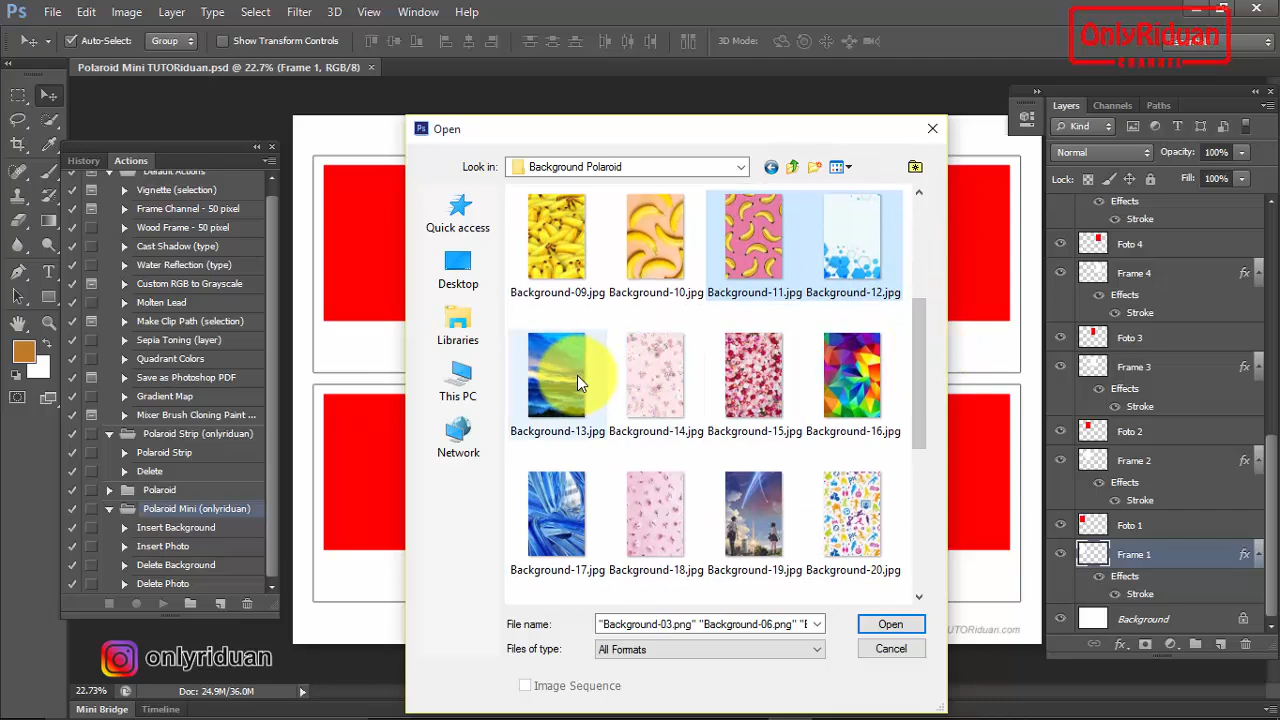 Ps File Edit Image Layer Type Select Filter 3D View Window Help
Auto-Select: Group Show Transform Controls 3D Mode:
OnlyRiduan
CHANNEL
Polaroid Mini TUTORiduan.psd @ 22.7% (Frame 1, RGB/8) ×
History Actions
Default Actions
Vignette (selection)
Frame Channel - 50 pixel
Wood Frame - 50 pixel
Cast Shadow (type)
Water Reflection (type)
Custom RGB to Grayscale
Molten Lead
Make Clip Path (selection)
Sepia Toning (layer)
Quadrant Colors
Save as Photoshop PDF
Gradient Map
Mixer Brush Cloning Paint ...
Polaroid Strip (onlyriduan)
Polaroid Strip
Delete
Polaroid
Polaroid Mini (onlyriduan)
Insert Background
Insert Photo
Delete Background
Delete Photo
onlyriduan
22.73% Doc: 24.9M/36.0M
Mini Bridge Timeline
Ps Open
Look in: Background Polaroid
Quick access
Desktop
Libraries
This PC
Network
Background-09.jpg Background-10.jpg Background-11.jpg Background-12.jpg
Background-13.jpg Background-14.jpg Background-15.jpg Background-16.jpg
Background-17.jpg Background-18.jpg Background-19.jpg Background-20.jpg
File name: "Background-03.png" "Background-06.png" "E
Open
Files of type: All Formats
Cancel
Image Sequence
TUTORiduan.com
Layers Channels Paths
Kind
Normal Opacity: 100%
Lock: Fill: 100%
Effects
Stroke
Foto 4
Frame 4 fx
Effects
Stroke
Foto 3
Frame 3 fx
Effects
Stroke
Foto 2
Frame 2 fx
Effects
Stroke
Foto 1
Frame 1 fx
Effects
Stroke
Background